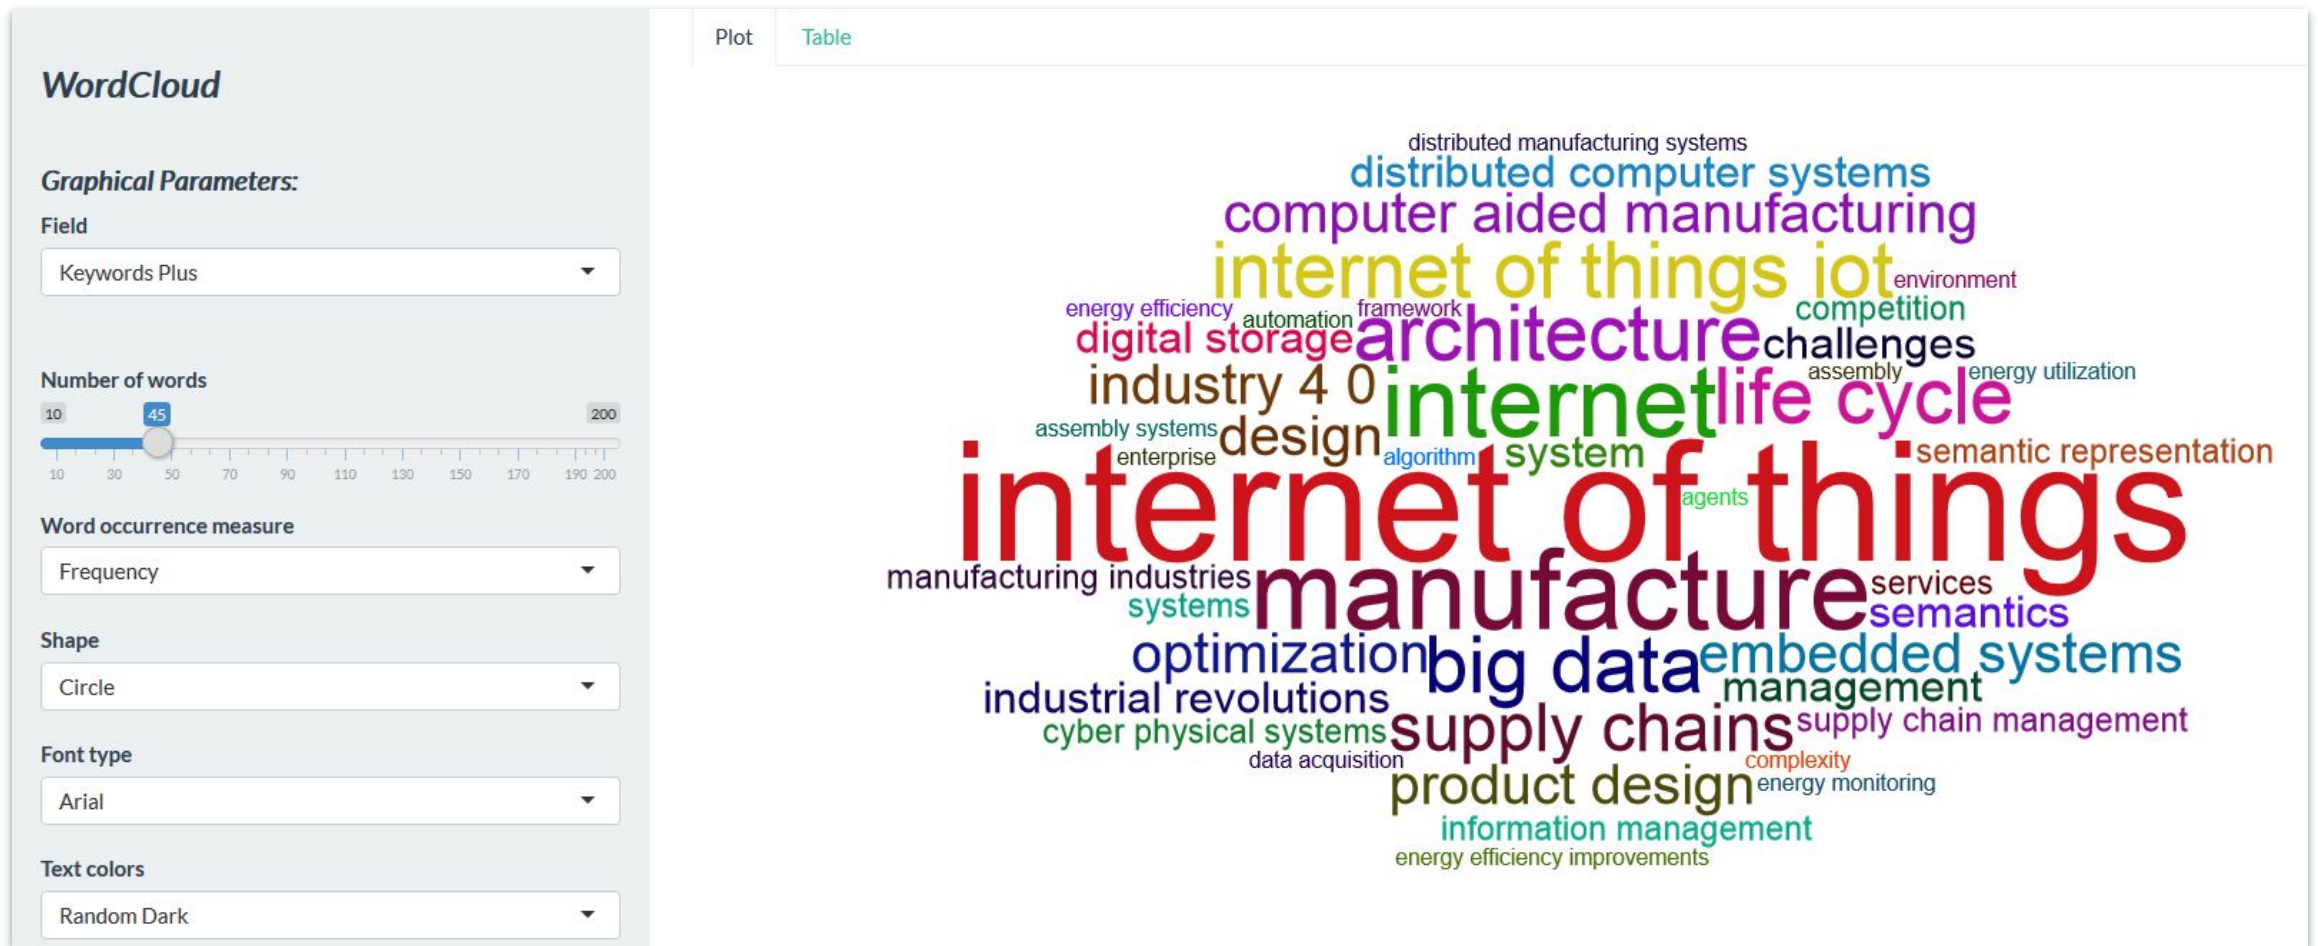 WordCloud
Graphical Parameters:
Field
Keywords Plus
Number of words
10 45 200
10 30 50 70 90 110 130 150 170 190 200
Word occurrence measure
Frequency
Shape
Circle
Font type
Arial
Text colors
Random Dark
Plot Table
distributed manufacturing systems
distributed computer systems
computer aided manufacturing
internet of things iot
environment
energy efficiency
automation
framework
competition
digital storage
architecture
challenges
industry 4 0
internet
life cycle
assembly
energy utilization
assembly systems
design
enterprise
algorithm
system
semantic representation
internet of things
agents
manufacturing industries
manufacture
services
systems
semantics
optimization
big data
embedded systems
management
industrial revolutions
cyber physical systems
supply chains
supply chain management
data acquisition
complexity
product design
energy monitoring
information management
energy efficiency improvements